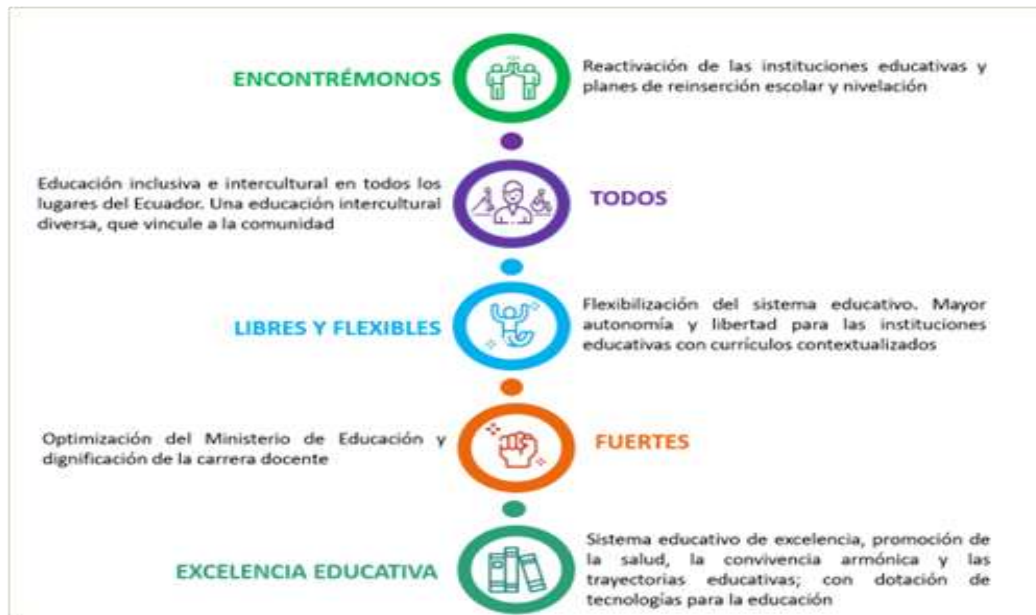 ENCONTRÉMONOS
Reactivación de las instituciones educativas y
planes de reinserción escolar y nivelación
Educación inclusiva e intercultural en todos los
lugares del Ecuador. Una educación intercultural
diversa, que vincule a la comunidad
TODOS
LIBRES Y FLEXIBLES
Flexibilización del sistema educativo. Mayor
autonomía y libertad para las instituciones
educativas con currículos contextualizados
Optimización del Ministerio de Educación y
dignificación de la carrera docente
FUERTES
EXCELENCIA EDUCATIVA
Sistema educativo de excelencia, promoción de
la salud, la convivencia armónica y las
trayectorias educativas; con dotación de
tecnologías para la educación